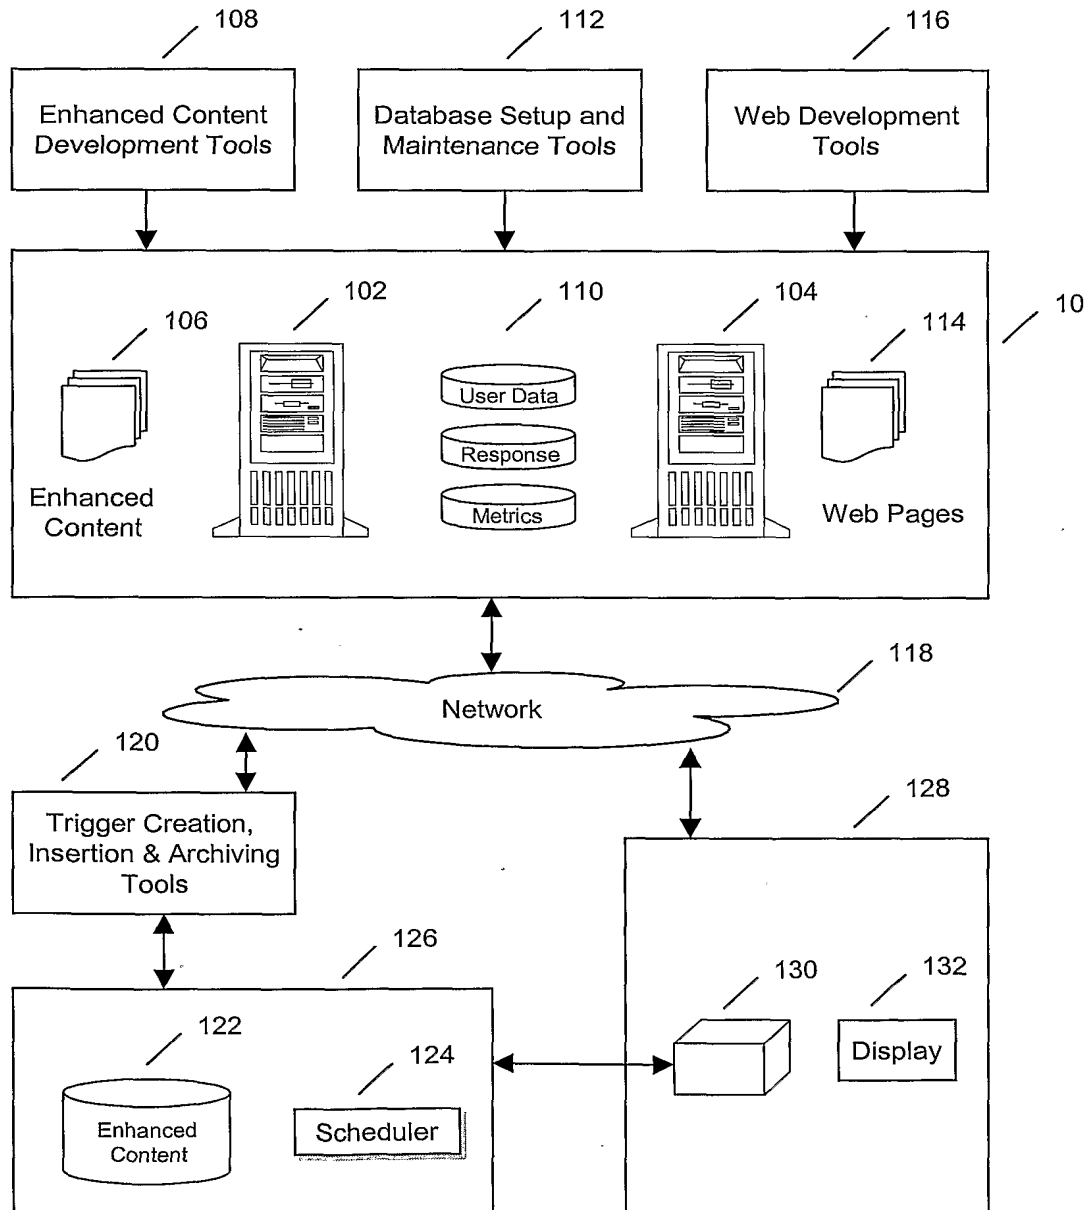 108
112
116
Enhanced Content
Development Tools
Database Setup and
Maintenance Tools
Web Development
Tools
102
110
104
10
106
114
User Data
Response
Metrics
Enhanced
Content
Web Pages
118
Network
120
128
Trigger Creation,
Insertion & Archiving
Tools
126
130
132
122
124
Display
Enhanced
Content
Scheduler